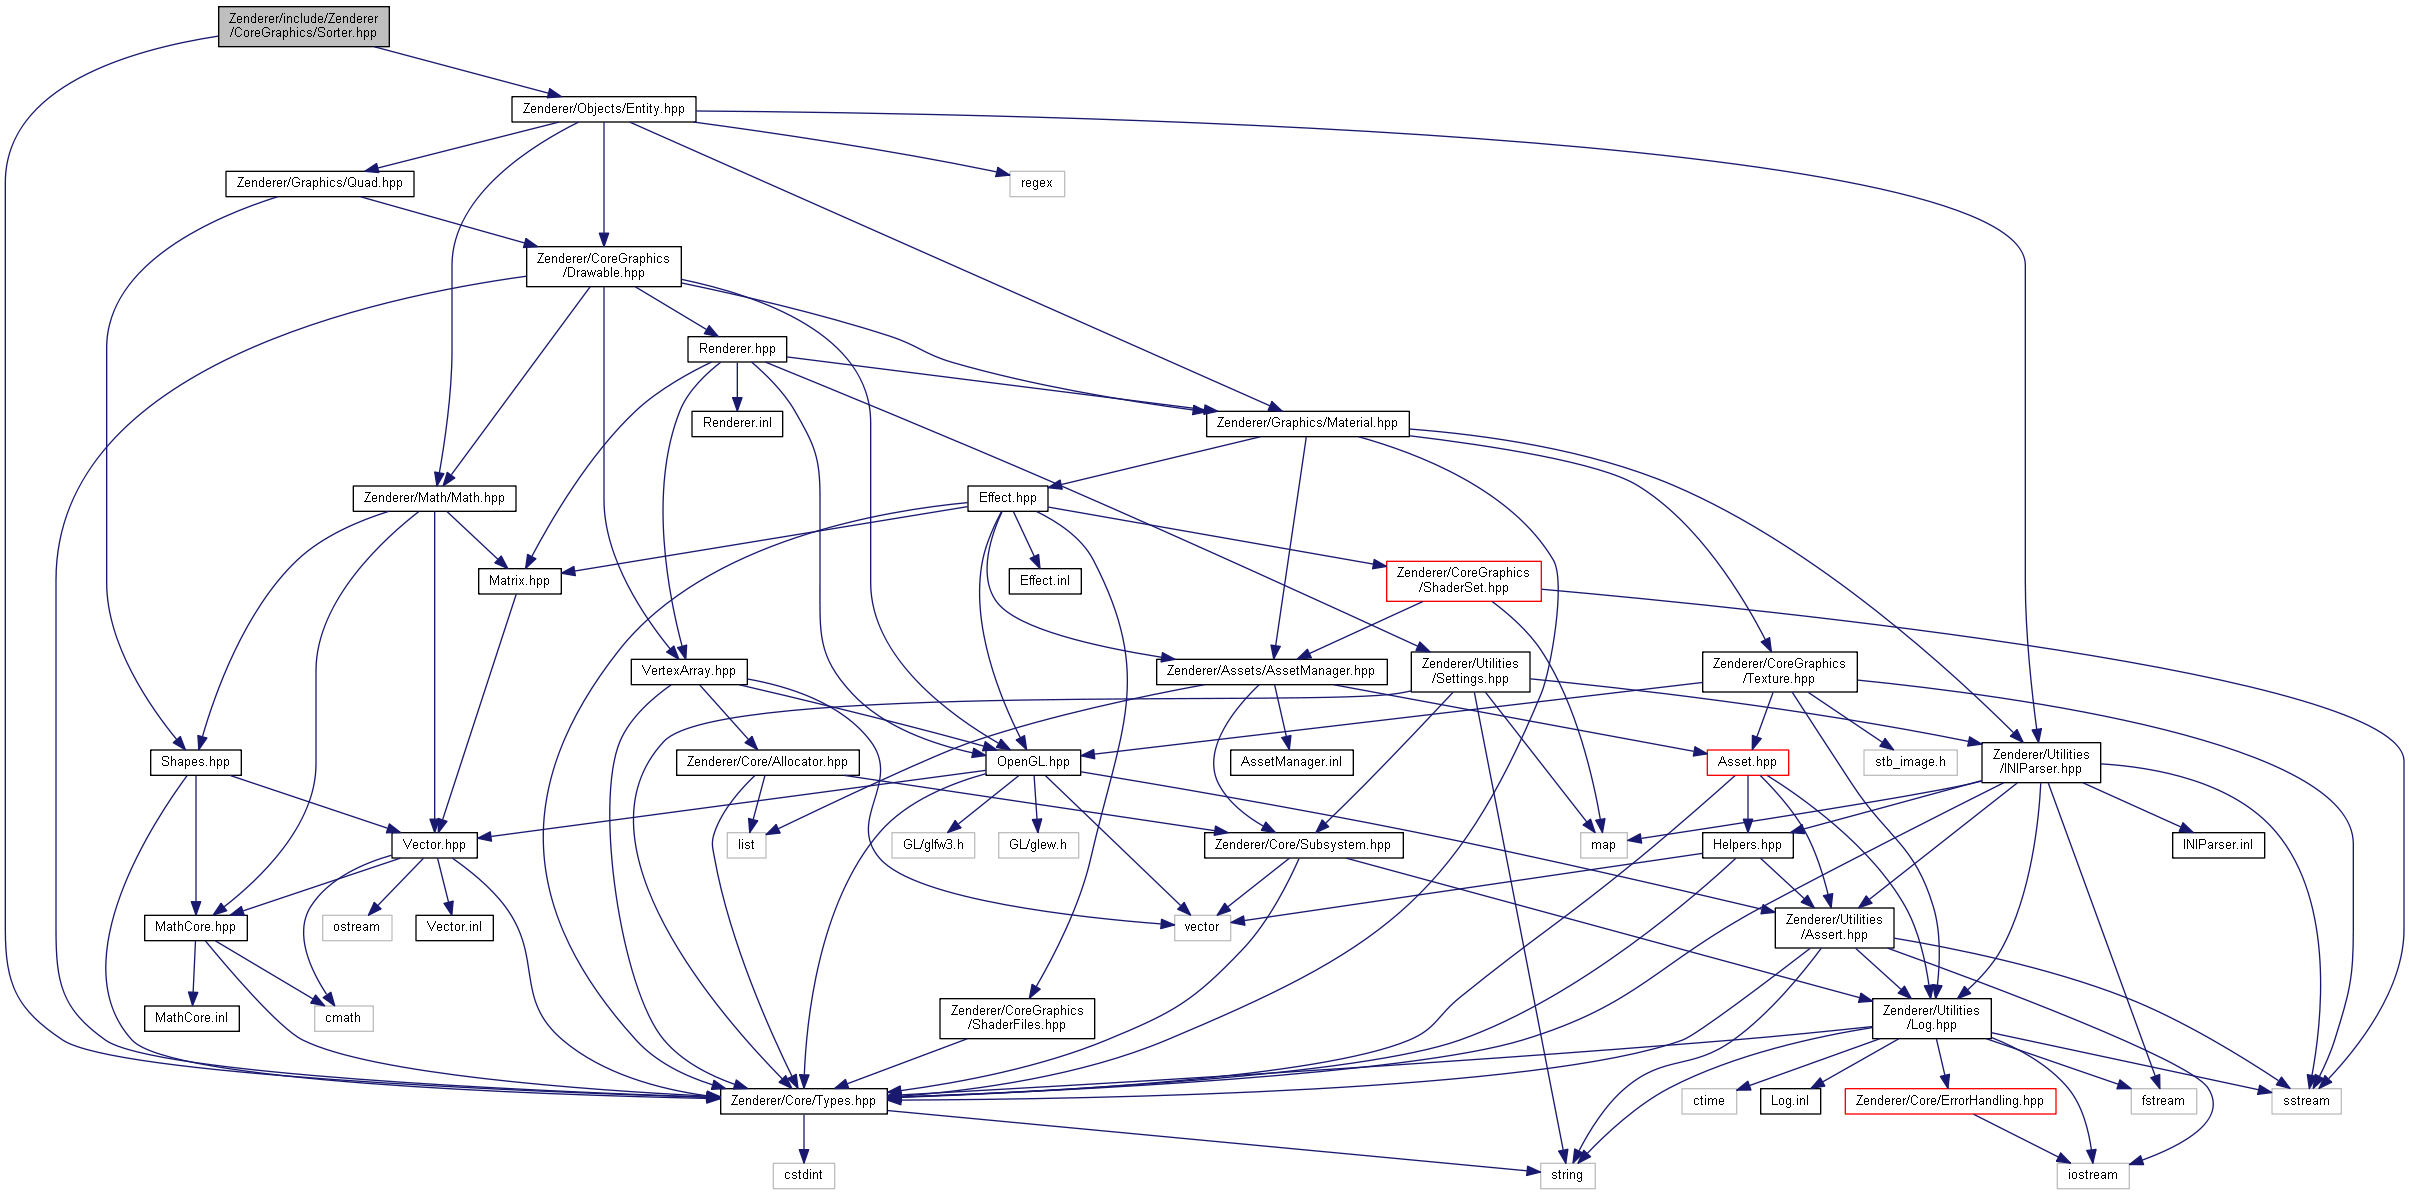 Zenderer/include/Zenderer
/CoreGraphics/Sorter.hpp
Zenderer/Objects/Entity.hpp
Zenderer/Graphics/Quad.hpp
regex
Zenderer/CoreGraphics
/Drawable.hpp
Renderer.hpp
Renderer.inl
Zenderer/Graphics/Material.hpp
Zenderer/Math/Math.hpp
Effect.hpp
Matrix.hpp
Effect.inl
Zenderer/CoreGraphics
/ShaderSet.hpp
VertexArray.hpp
Zenderer/Assets/AssetManager.hpp
Zenderer/Utilities
/Settings.hpp
Zenderer/CoreGraphics
/Texture.hpp
Shapes.hpp
Zenderer/Core/Allocator.hpp
OpenGL.hpp
AssetManager.inl
Asset.hpp
stb_image.h
Zenderer/Utilities
/INIParser.hpp
Vector.hpp
list
GL/glfw3.h
GL/glew.h
Zenderer/Core/Subsystem.hpp
map
Helpers.hpp
INIParser.inl
MathCore.hpp
ostream
Vector.inl
vector
Zenderer/Utilities
/Assert.hpp
MathCore.inl
cmath
Zenderer/CoreGraphics
/ShaderFiles.hpp
Zenderer/Utilities
/Log.hpp
Zenderer/Core/Types.hpp
ctime
Log.inl
Zenderer/Core/ErrorHandling.hpp
fstream
sstream
cstdint
string
iostream